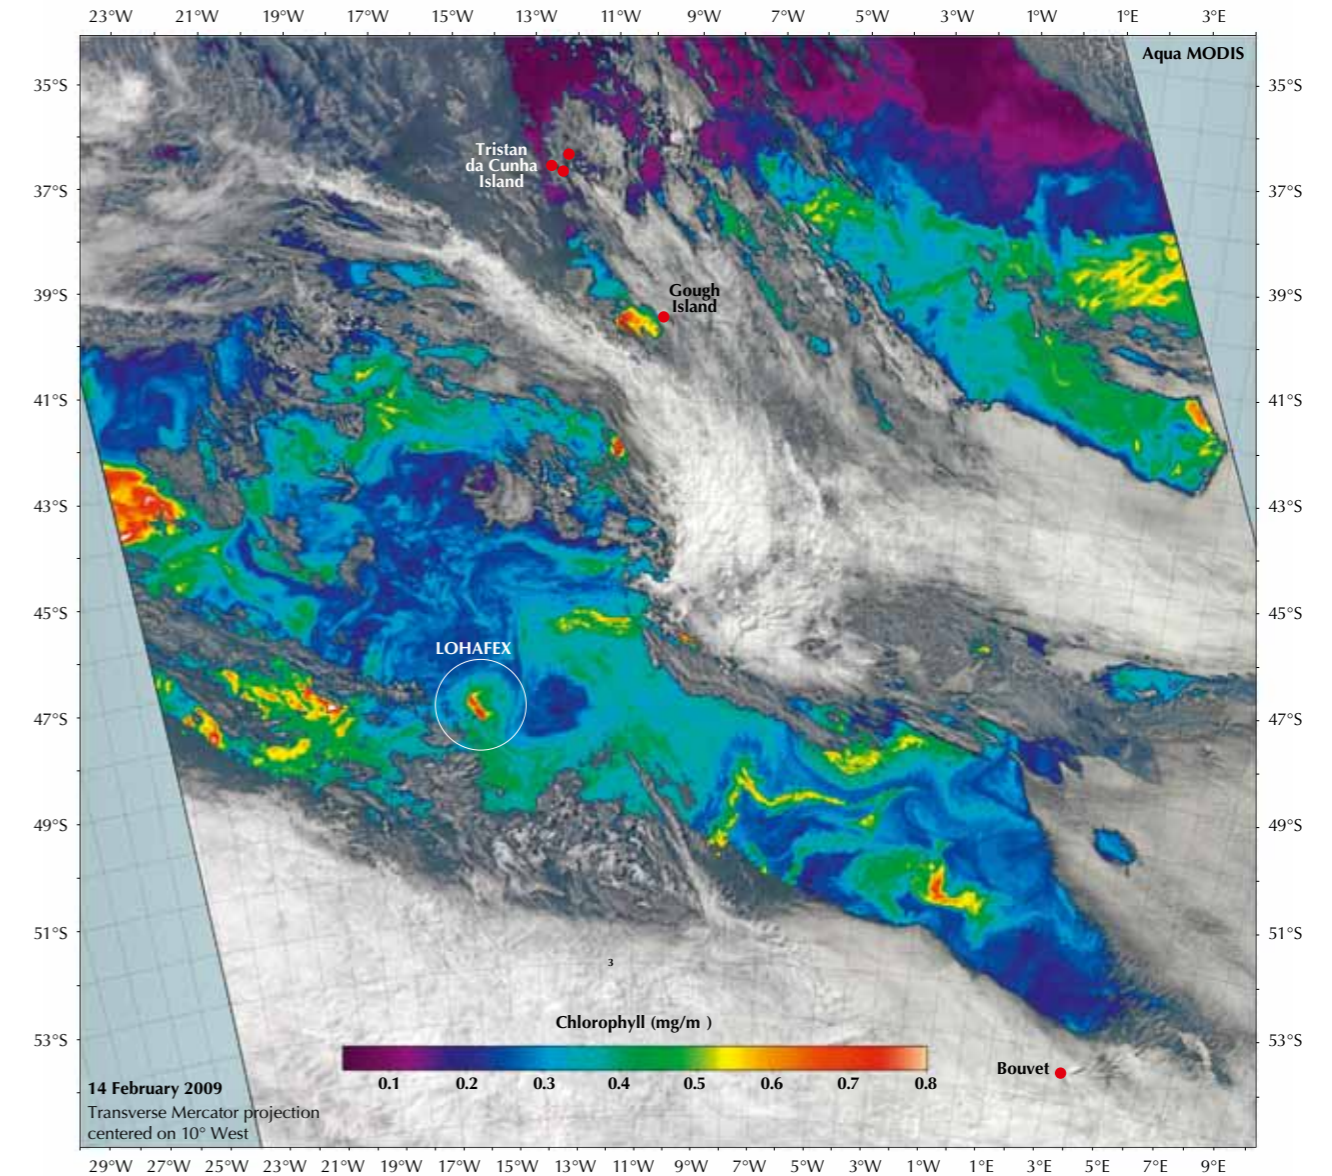 23°W 21°W 19°W 17°W 15°W 13°W 11°W 9°W 7°W 5°W 3°W 1°W 1°E 3°E
Aqua MODIS
35°S 35°S
Tristan
da Cunha
Island
37°S 37°S
Gough
Island
39°S 39°S
41°S 41°S
43°S 43°S
45°S 45°S
LOHAFEX
47°S 47°S
49°S 49°S
51°S 51°S
3
Chlorophyll (mg/m )
53°S 53°S
0.1 0.2 0.3 0.4 0.5 0.6 0.7 0.8
Bouvet
14 February 2009
Transverse Mercator projection
centered on 10° West
29°W 27°W 25°W 23°W 21°W 19°W 17°W 15°W 13°W 11°W 9°W 7°W 5°W 3°W 1°W 1°E 3°E 5°E 7°E 9°E